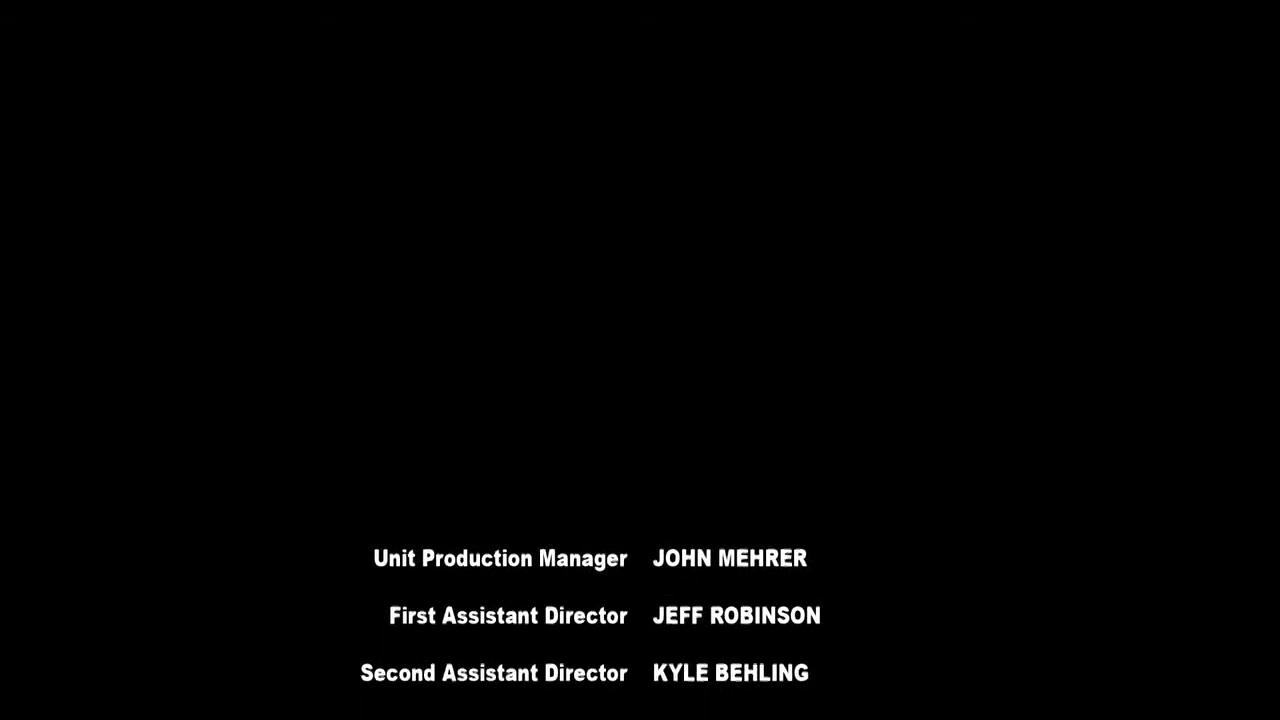 Unit Production Manager JOHN MEHRER
First Assistant Director JEFF ROBINSON
Second Assistant Director KYLE BEHLING